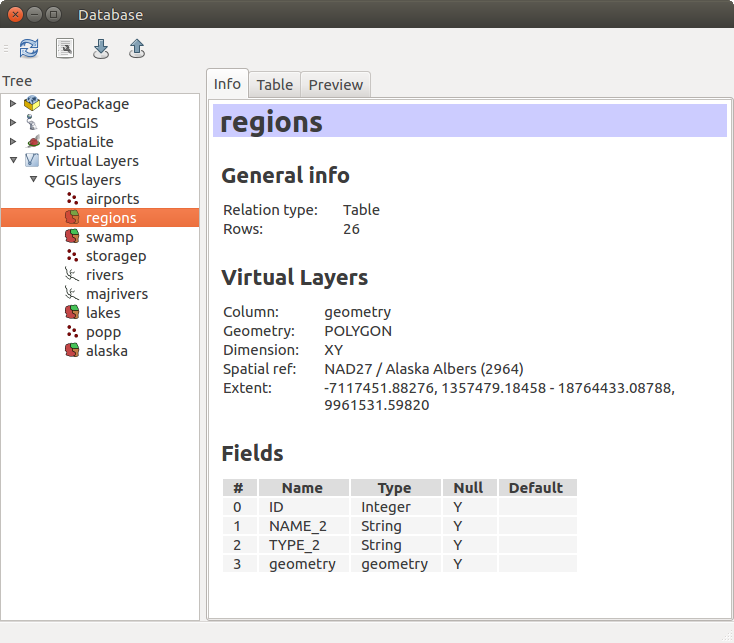 Database
Tree
GeoPackage
PostGIS
SpatiaLite
Virtual Layers
QGIS layers
airports
regions
swamp
storagep
rivers
majrivers
lakes
popp
alaska
Info Table Preview
regions
General info
Relation type: Table
Rows: 26
Virtual Layers
Column: geometry
Geometry: POLYGON
Dimension: XY
Spatial ref: NAD27 / Alaska Albers (2964)
Extent: -7117451.88276, 1357479.18458 - 18764433.08788,
9961531.59820
Fields
# Name Type Null Default
0 ID Integer Y
1 NAME_2 String Y
2 TYPE_2 String Y
3 geometry geometry Y